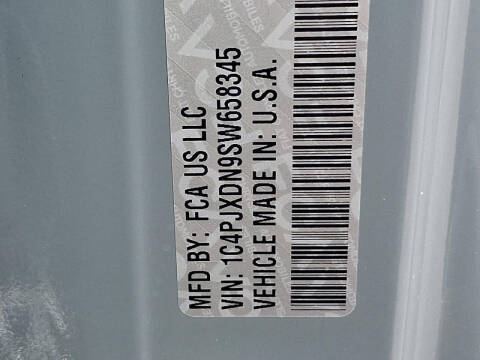 MFD BY: FCA US LLC
VIN: 1C4PJXDN9SW658345
VEHICLE MADE IN: U.S.A.